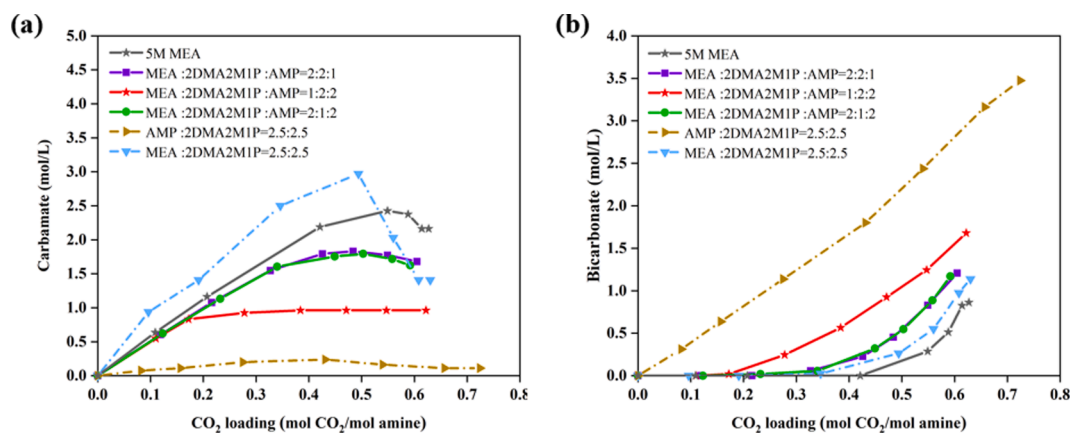 (a)
5.0
4.5
4.0
3.5
3.0
2.5
2.0
1.5
1.0
0.5
0.0
Carbamate (mol/L)
5M MEA
MEA :2DMA2M1P :AMP=2:2:1
MEA :2DMA2M1P :AMP=1:2:2
MEA :2DMA2M1P :AMP=2:1:2
AMP :2DMA2M1P=2.5:2.5
MEA :2DMA2M1P=2.5:2.5
0.0 0.1 0.2 0.3 0.4 0.5 0.6 0.7 0.8
CO₂ loading (mol CO₂/mol amine)
(b)
4.0
3.5
3.0
2.5
2.0
1.5
1.0
0.5
0.0
Bicarbonate (mol/L)
5M MEA
MEA :2DMA2M1P :AMP=2:2:1
MEA :2DMA2M1P :AMP=1:2:2
MEA :2DMA2M1P :AMP=2:1:2
AMP :2DMA2M1P=2.5:2.5
MEA :2DMA2M1P=2.5:2.5
0.0 0.1 0.2 0.3 0.4 0.5 0.6 0.7 0.8
CO₂ loading (mol CO₂/mol amine)